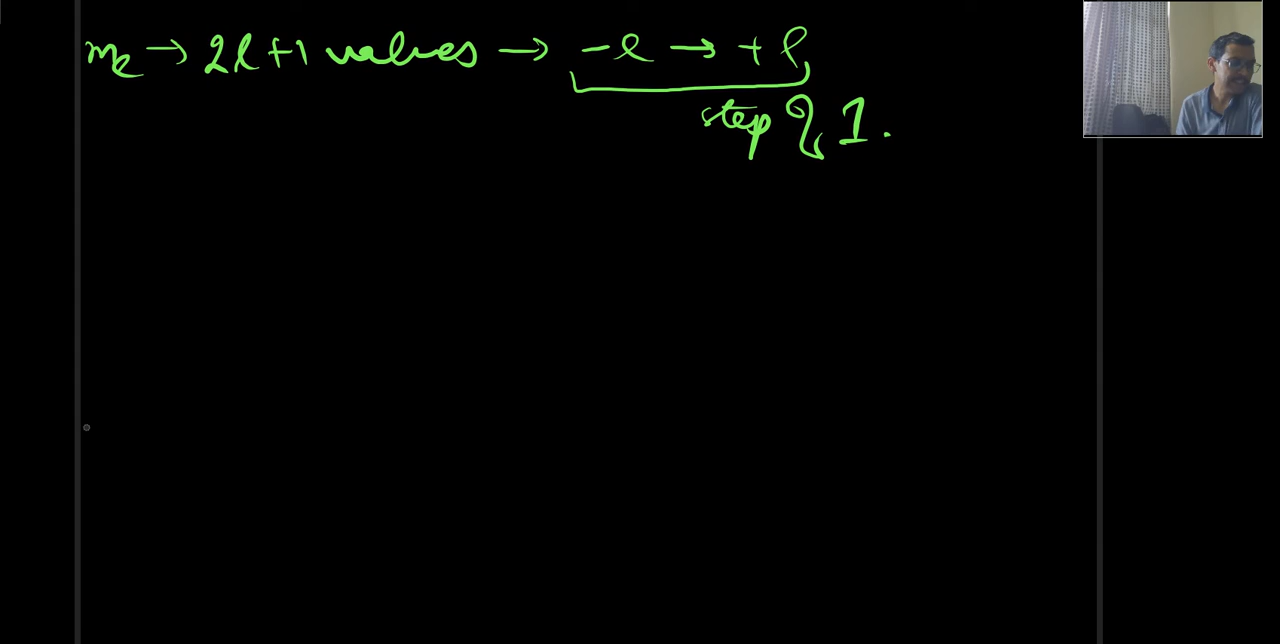 mℓ → 2ℓ+1 values → -ℓ → +ℓ
step of 1.